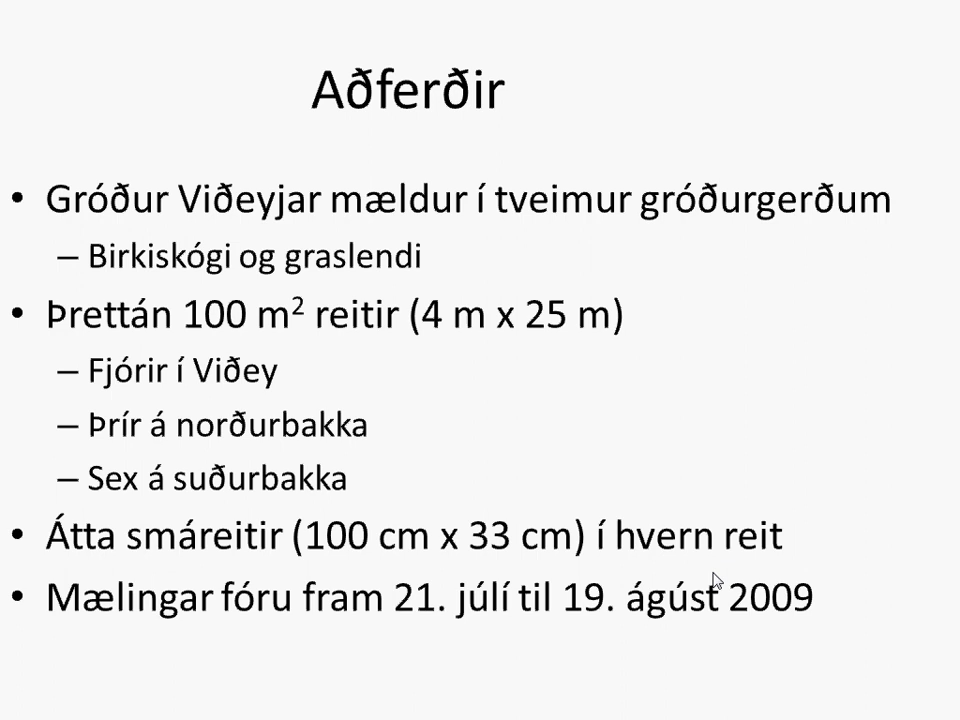 Aðferðir
• Gróður Viðeyjar mældur í tveimur gróðurgerðum
– Birkiskógi og graslendi
• Þrettán 100 m² reitir (4 m x 25 m)
– Fjórir í Viðey
– Þrír á norðurbakka
– Sex á suðurbakka
• Átta smáreitir (100 cm x 33 cm) í hvern reit
• Mælingar fóru fram 21. júlí til 19. ágúst 2009